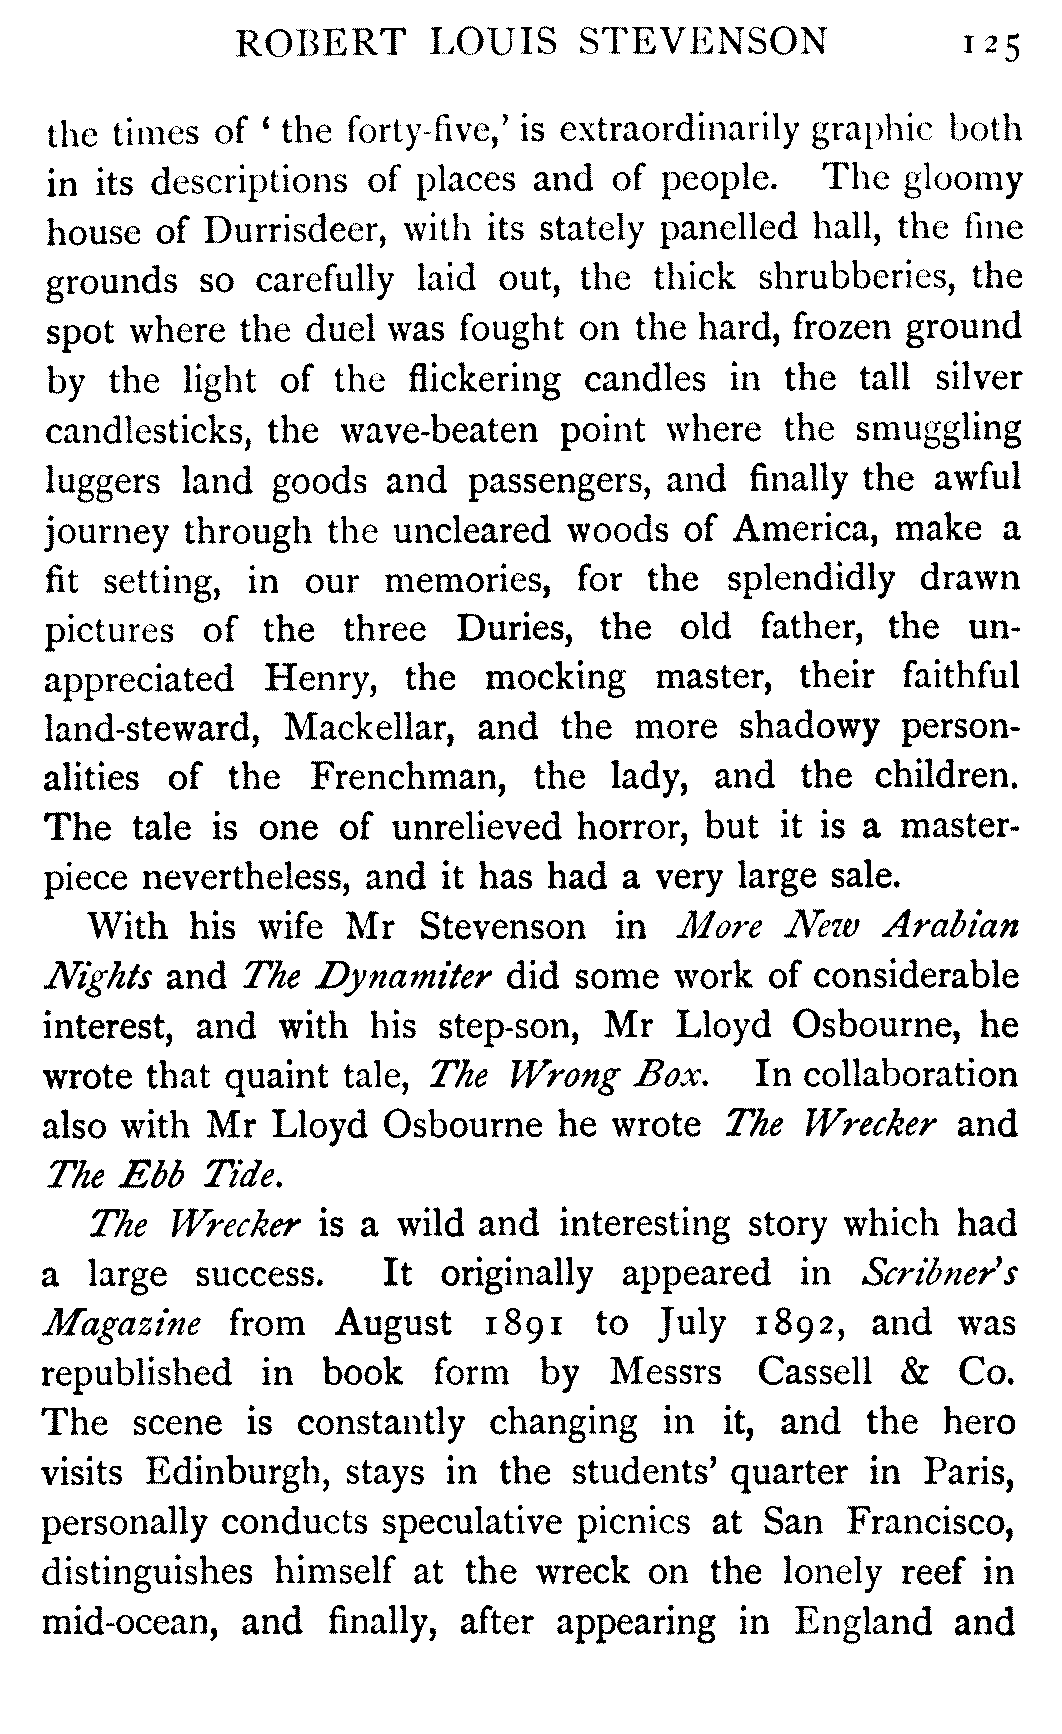 ROBERT LOUIS STEVENSON 125
the times of ‘ the forty-five,’ is extraordinarily graphic both
in its descriptions of places and of people. The gloomy
house of Durrisdeer, with its stately panelled hall, the fine
grounds so carefully laid out, the thick shrubberies, the
spot where the duel was fought on the hard, frozen ground
by the light of the flickering candles in the tall silver
candlesticks, the wave-beaten point where the smuggling
luggers land goods and passengers, and finally the awful
journey through the uncleared woods of America, make a
fit setting, in our memories, for the splendidly drawn
pictures of the three Duries, the old father, the un-
appreciated Henry, the mocking master, their faithful
land-steward, Mackellar, and the more shadowy person-
alities of the Frenchman, the lady, and the children.
The tale is one of unrelieved horror, but it is a master-
piece nevertheless, and it has had a very large sale.
With his wife Mr Stevenson in More New Arabian
Nights and The Dynamiter did some work of considerable
interest, and with his step-son, Mr Lloyd Osbourne, he
wrote that quaint tale, The Wrong Box. In collaboration
also with Mr Lloyd Osbourne he wrote The Wrecker and
The Ebb Tide.
The Wrecker is a wild and interesting story which had
a large success. It originally appeared in Scribner's
Magazine from August 1891 to July 1892, and was
republished in book form by Messrs Cassell & Co.
The scene is constantly changing in it, and the hero
visits Edinburgh, stays in the students’ quarter in Paris,
personally conducts speculative picnics at San Francisco,
distinguishes himself at the wreck on the lonely reef in
mid-ocean, and finally, after appearing in England and